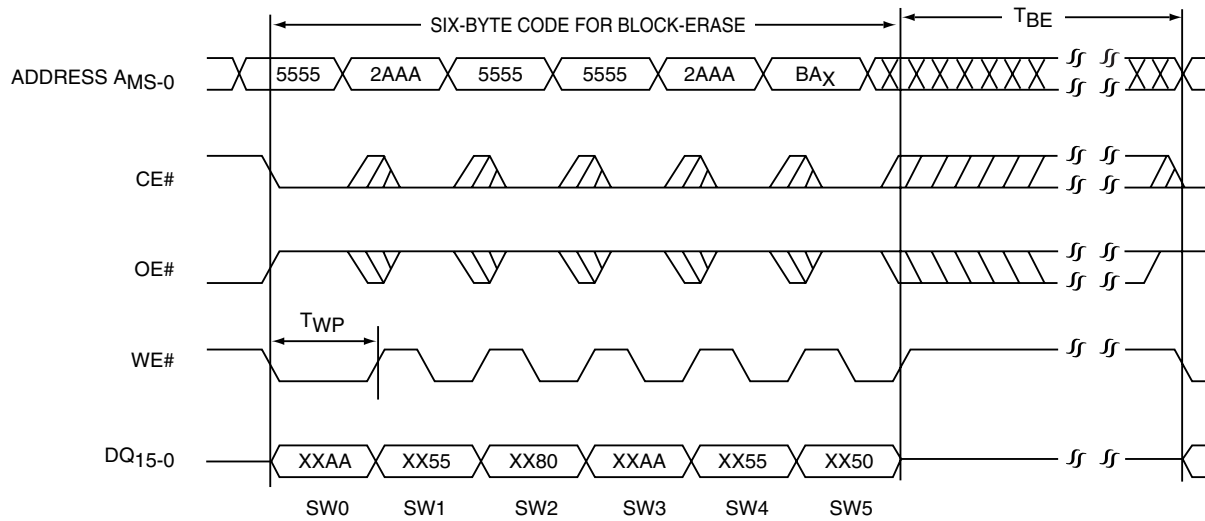 SIX-BYTE CODE FOR BLOCK-ERASE
TBE
ADDRESS AMS-0
5555 2AAA 5555 5555 2AAA BAX
CE#
OE#
TWP
WE#
DQ15-0
XXAA XX55 XX80 XXAA XX55 XX50
SW0 SW1 SW2 SW3 SW4 SW5